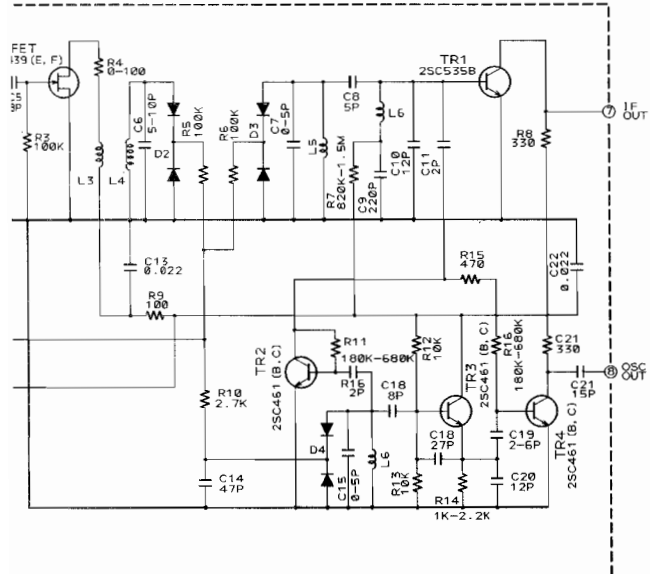 FET
439 (E, F)
R4
0-100
R3
100K
L3
L4
C6
5-10P
D2
R5
100K
R6
100K
D3
C7
0-5P
L5
C8
5P
L6
R7
820K-1.5M
C9
220P
C10
12P
C11
2P
TR1
2SC535B
R8
330
7
IF
OUT
C13
0.022
R9
100
R15
470
C22
0.022
R11
180K-680K
TR2
2SC461 (B,C)
R16
2P
C18
8P
R12
10K
TR3
2SC461 (B,C)
R16
180K-680K
C21
330
8
OSC
OUT
C21
15P
R10
2.7K
C14
47P
D4
C15
0-5P
L6
C18
27P
R13
10K
R14
1K-2.2K
C19
2-6P
C20
12P
TR4
2SC461 (B,C)